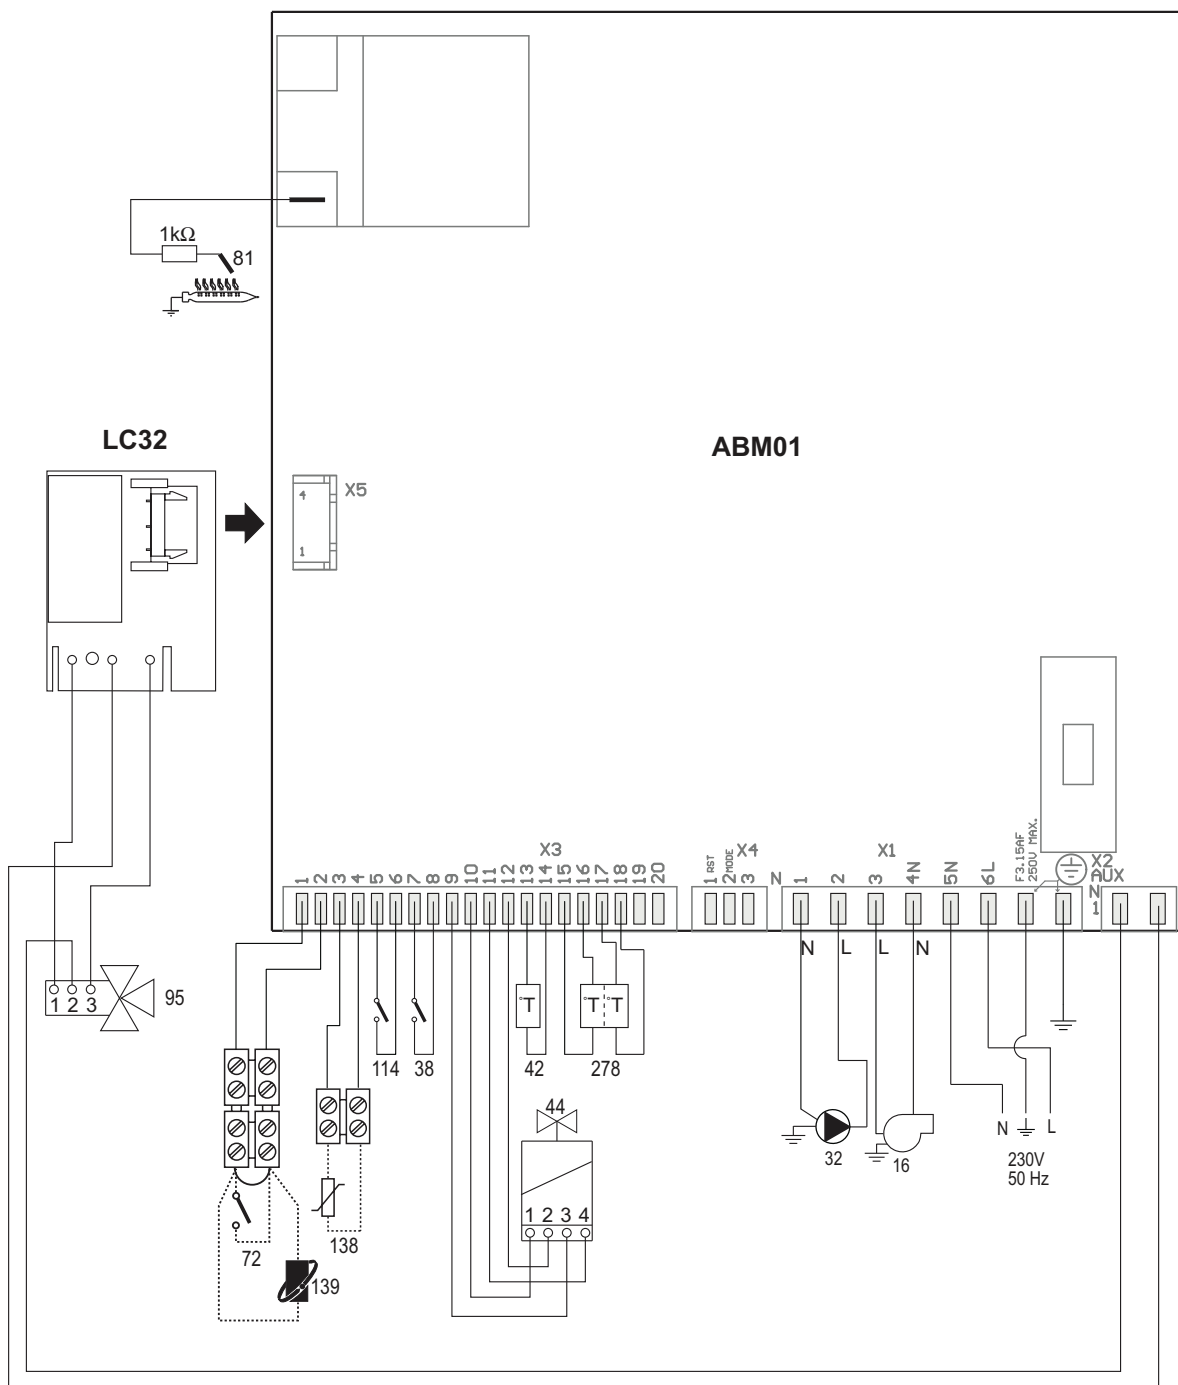 1kΩ
81
LC32
ABM01
X5
4
1
F3.15AF
250V MAX.
X3
X4
X1
X2
AUX
1 2 3 4 5 6 7 8 9 10 11 12 13 14 15 16 17 18 19 20
1 RST
2 MODE
3
N
1 2 3 4N 5N 6L
N
1
N L L N
1 2 3
95
°T
°T °T
114 38 42 278
44
N L
32 16
230V
50 Hz
1 2 3 4
72 138
139